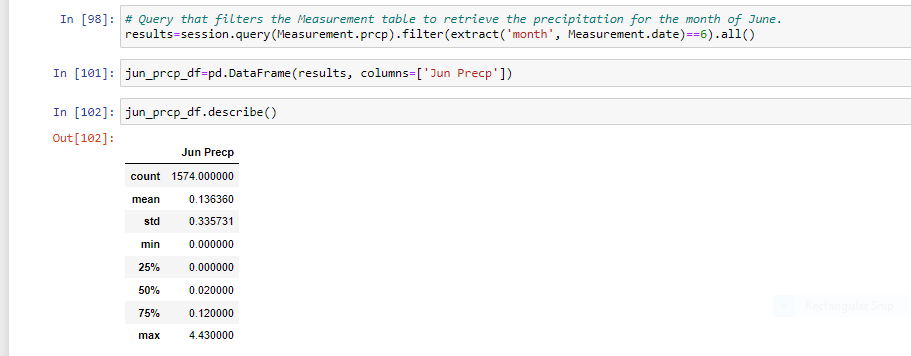 In [98]: # Query that filters the Measurement table to retrieve the precipitation for the month of June.
results=session.query(Measurement.prcp).filter(extract('month', Measurement.date)==6).all()
In [101]: jun_prcp_df=pd.DataFrame(results, columns=['Jun Precp'])
In [102]: jun_prcp_df.describe()
Out[102]:
Jun Precp
count 1574.000000
mean 0.136360
std 0.335731
min 0.000000
25% 0.000000
50% 0.020000
75% 0.120000
max 4.430000
Rectangular Snip